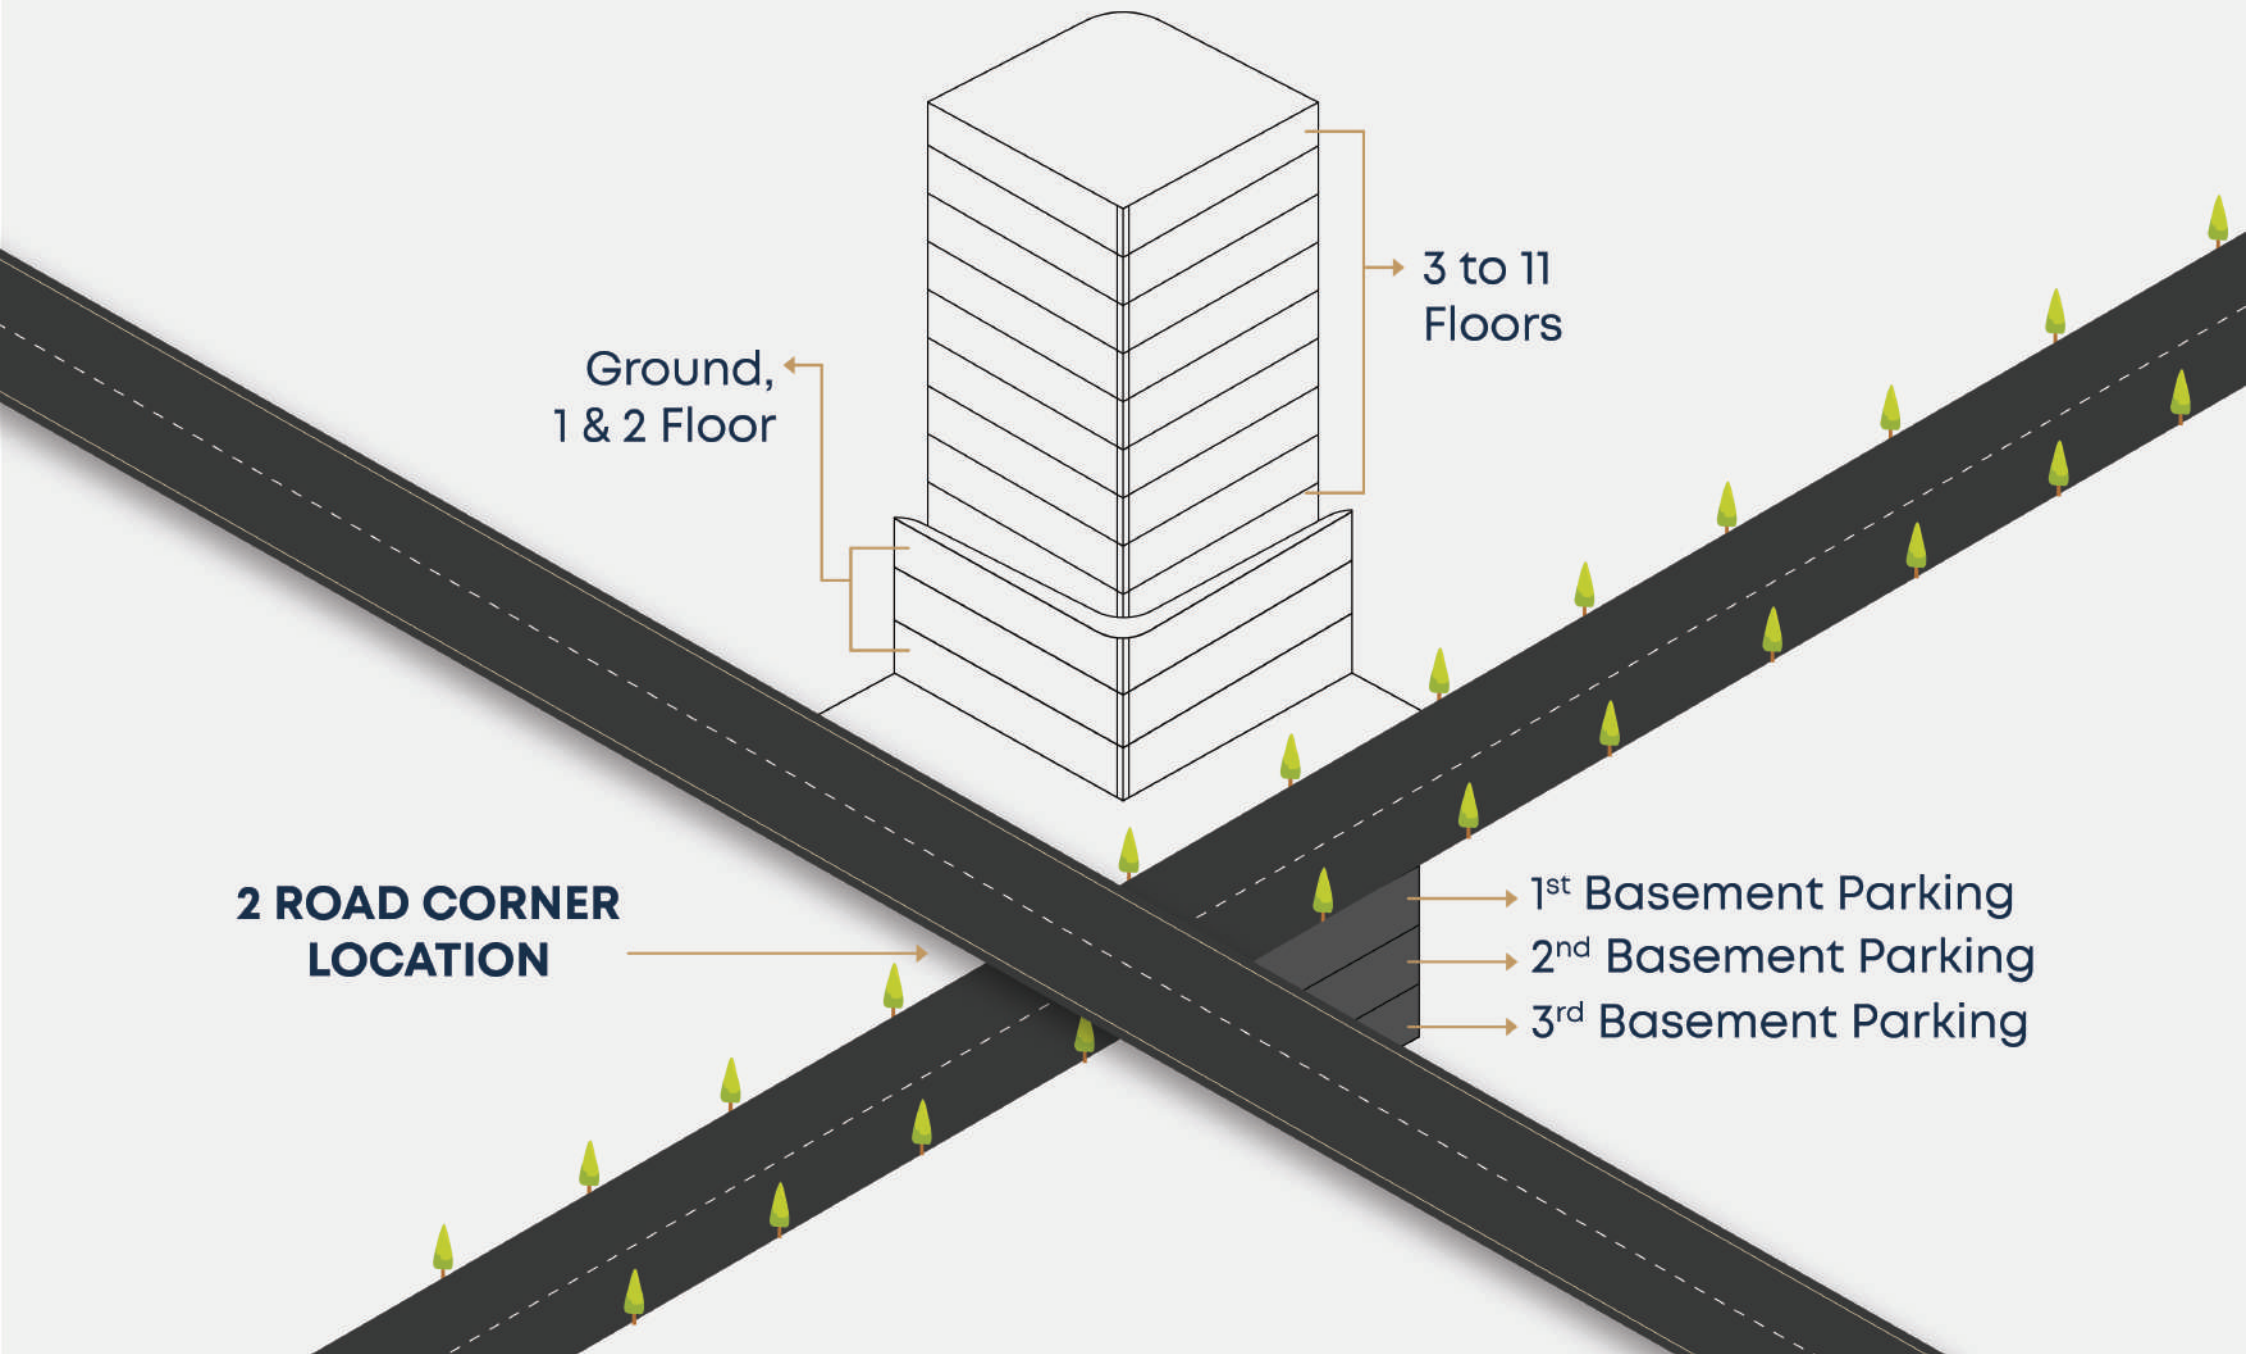 3 to 11
Floors
Ground,
1 & 2 Floor
2 ROAD CORNER
LOCATION
1st Basement Parking
2nd Basement Parking
3rd Basement Parking